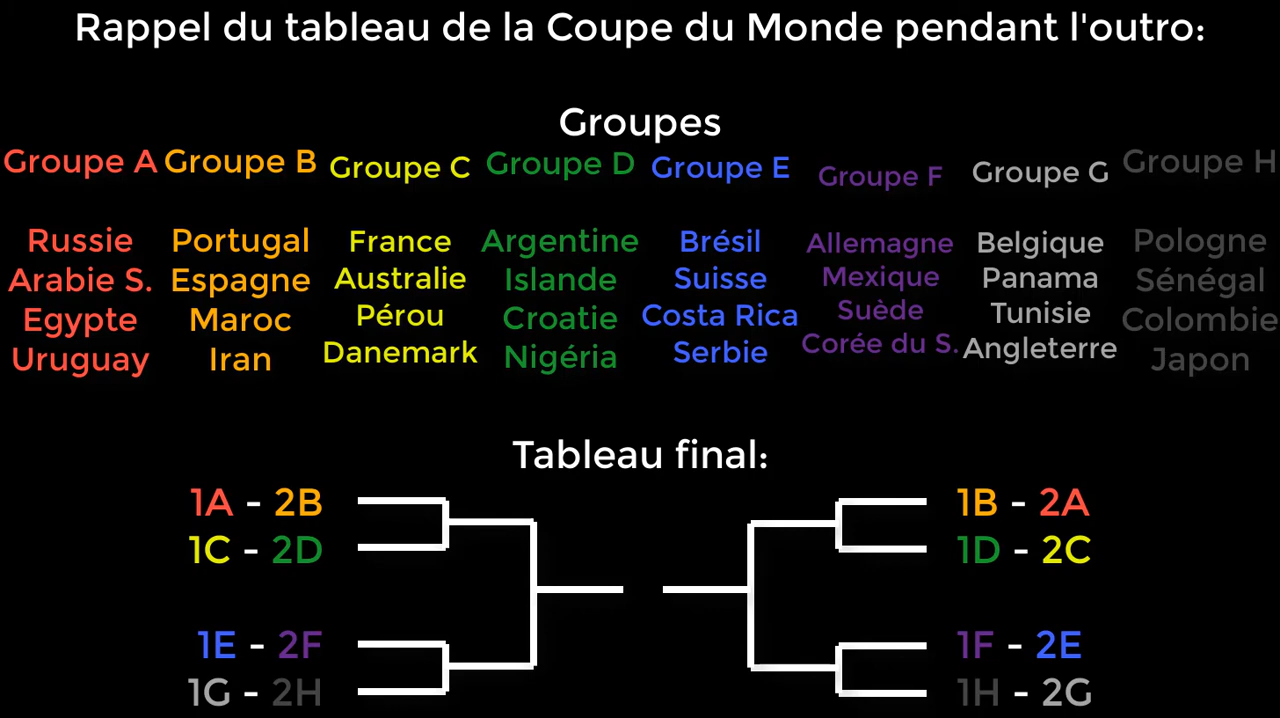 Rappel du tableau de la Coupe du Monde pendant l'outro:
Groupes
Groupe A Groupe B Groupe C Groupe D Groupe E Groupe F Groupe G Groupe H
Russie Portugal France Argentine Brésil Allemagne Belgique Pologne
Arabie S. Espagne Australie Islande Suisse Mexique Panama Sénégal
Egypte Maroc Pérou Croatie Costa Rica Suède Tunisie Colombie
Uruguay Iran Danemark Nigéria Serbie Corée du S. Angleterre Japon
Tableau final:
1A - 2B 1B - 2A
1C - 2D 1D - 2C
1E - 2F 1F - 2E
1G - 2H 1H - 2G